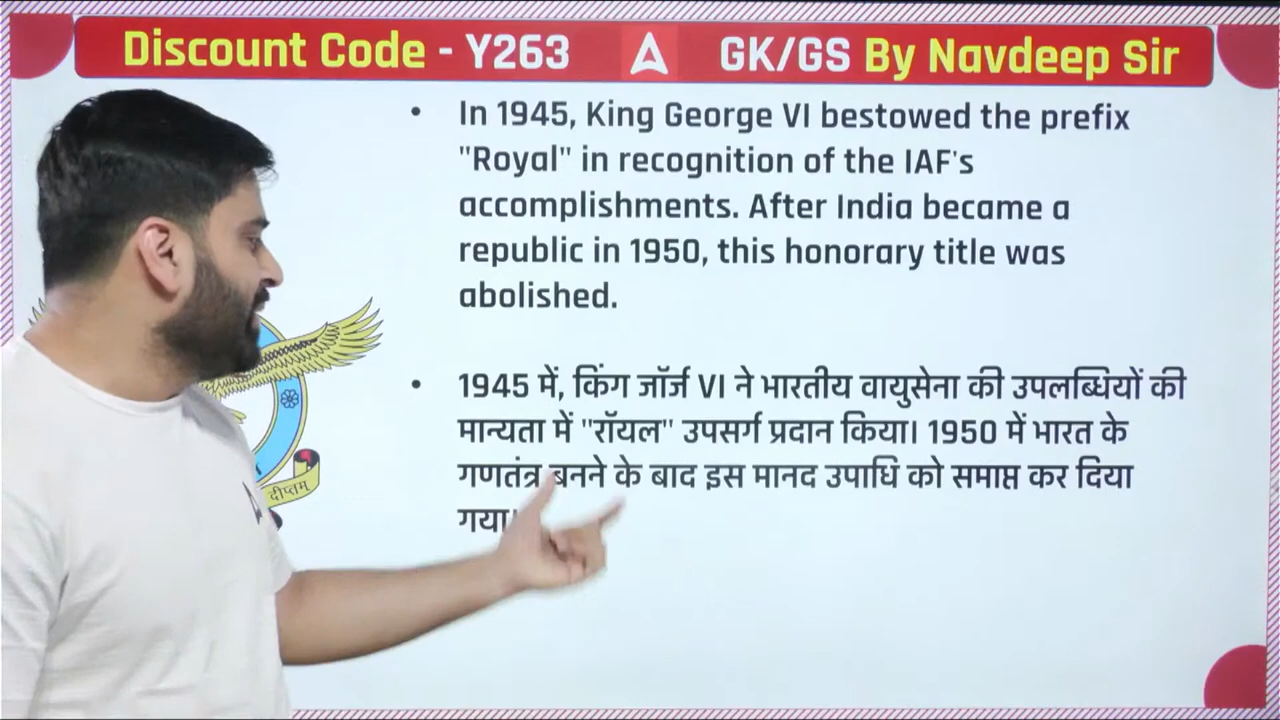 Discount Code - Y263
GK/GS By Navdeep Sir
• In 1945, King George VI bestowed the prefix
"Royal" in recognition of the IAF's
accomplishments. After India became a
republic in 1950, this honorary title was
abolished.
• 1945 में, किंग जॉर्ज VI ने भारतीय वायुसेना की उपलब्धियों की
मान्यता में "रॉयल" उपसर्ग प्रदान किया। 1950 में भारत के
गणतंत्र बनने के बाद इस मानद उपाधि को समाप्त कर दिया
गया।
दीप्तम्